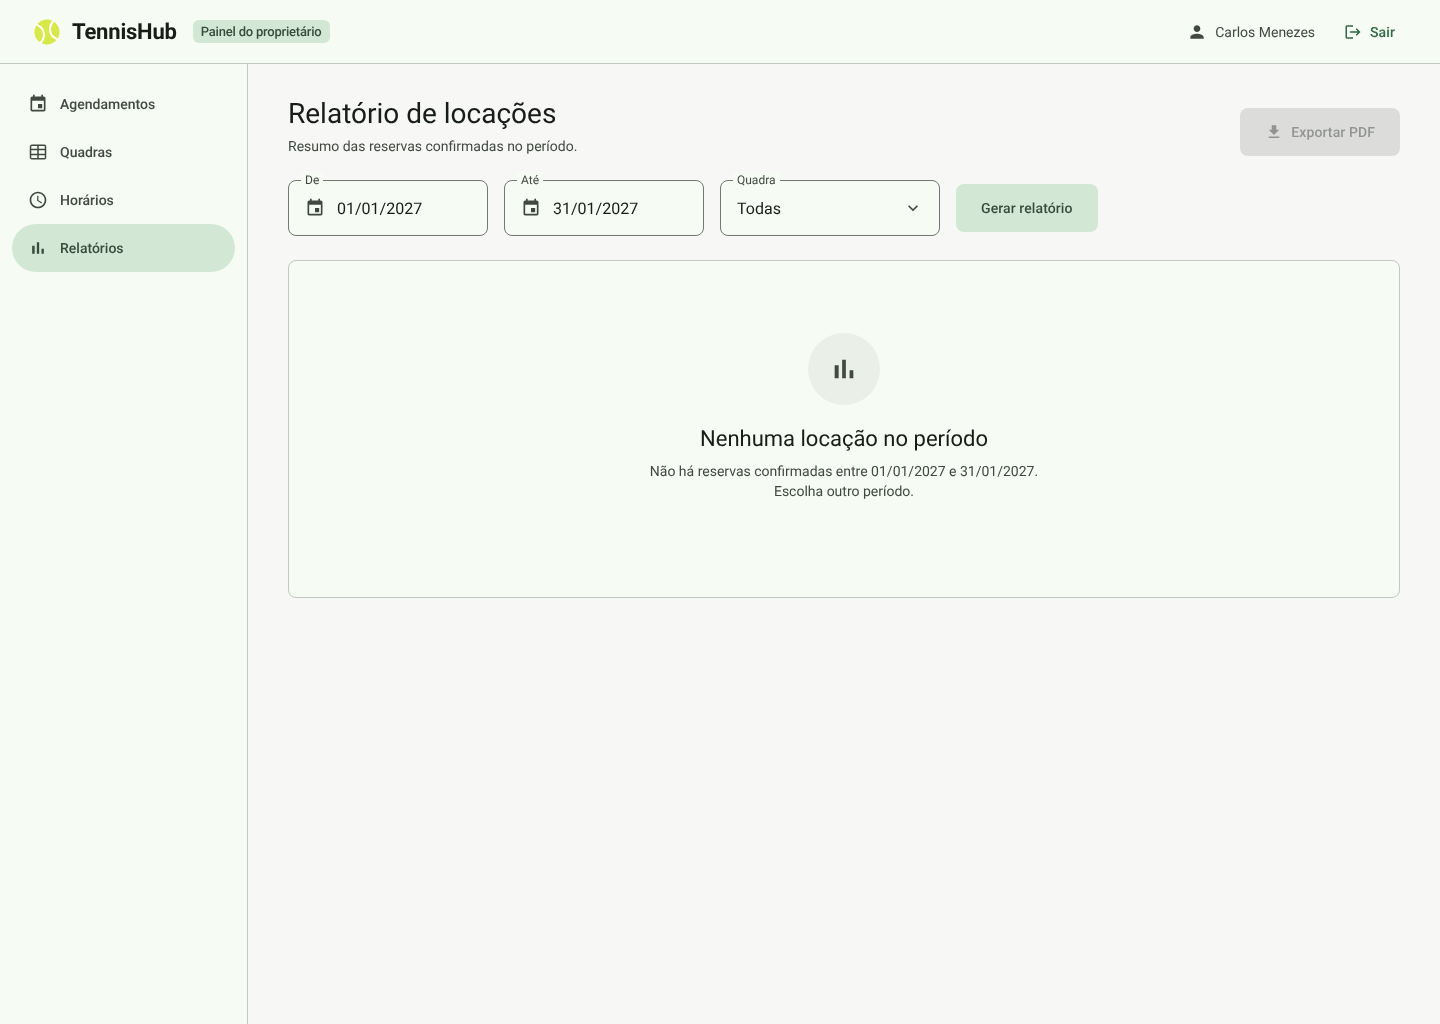 TennisHub
Painel do proprietário
Carlos Menezes
Sair
Agendamentos
Quadras
Horários
Relatórios
Relatório de locações
Resumo das reservas confirmadas no período.
Exportar PDF
De
01/01/2027
Até
31/01/2027
Quadra
Todas
Gerar relatório
Nenhuma locação no período
Não há reservas confirmadas entre 01/01/2027 e 31/01/2027.
Escolha outro período.